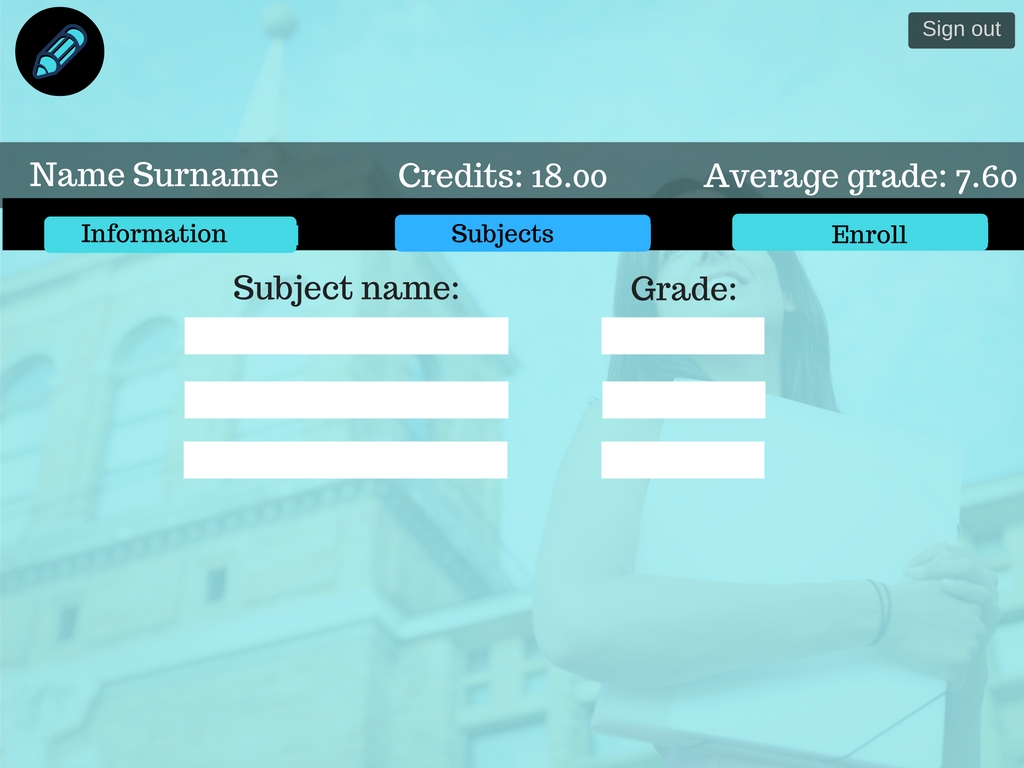 Sign out
Name Surname Credits: 18.00 Average grade: 7.60
Information Subjects Enroll
Subject name: Grade: